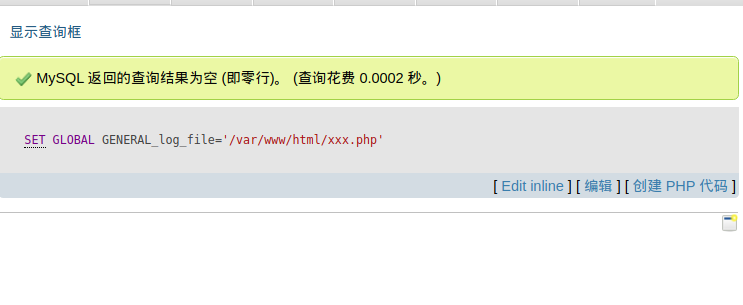 显示查询框
MySQL 返回的查询结果为空 (即零行)。 (查询花费 0.0002 秒。)
SET GLOBAL GENERAL_log_file='/var/www/html/xxx.php'
[ Edit inline ] [ 编辑 ] [ 创建 PHP 代码 ]